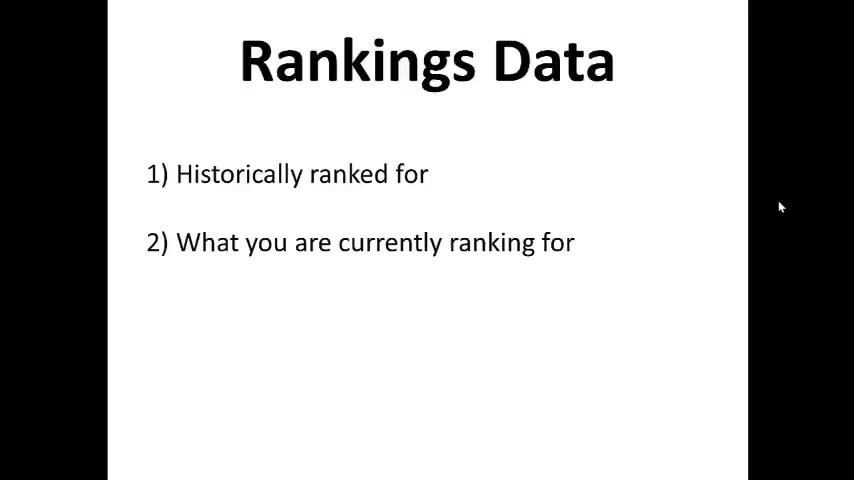 Rankings Data
1) Historically ranked for
2) What you are currently ranking for